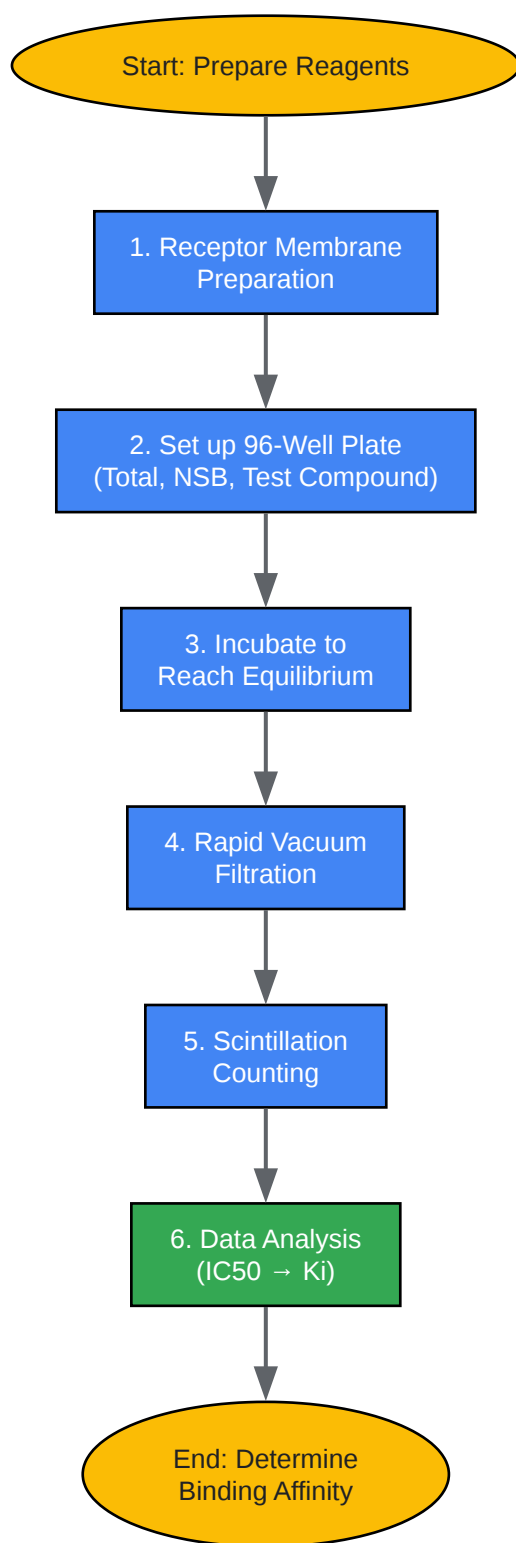 Start: Prepare Reagents
1. Receptor Membrane
Preparation
2. Set up 96-Well Plate
(Total, NSB, Test Compound)
3. Incubate to
Reach Equilibrium
4. Rapid Vacuum
Filtration
5. Scintillation
Counting
6. Data Analysis
(IC50 → Ki)
End: Determine
Binding Affinity